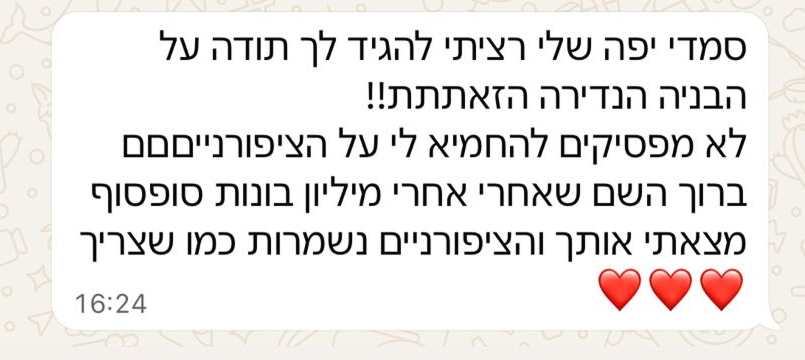 סמדי יפה שלי רציתי להגיד לך תודה על
הבניה הנדירה הזאתתת!!
לא מפסיקים להחמיא לי על הציפורנייםםם
ברוך השם שאחרי אחרי מיליון בונות סופסוף
מצאתי אותך והציפורניים נשמרות כמו שצריך
❤️❤️❤️
16:24